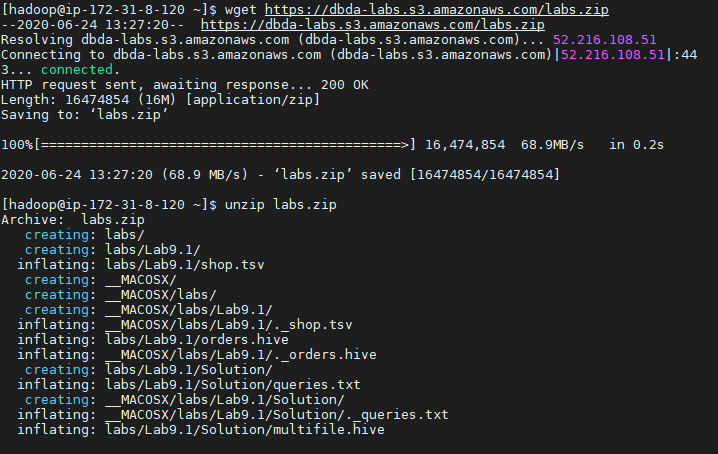 [hadoop@ip-172-31-8-120 ~]$ wget https://dbda-labs.s3.amazonaws.com/labs.zip
--2020-06-24 13:27:20--  https://dbda-labs.s3.amazonaws.com/labs.zip
Resolving dbda-labs.s3.amazonaws.com (dbda-labs.s3.amazonaws.com)... 52.216.108.51
Connecting to dbda-labs.s3.amazonaws.com (dbda-labs.s3.amazonaws.com)|52.216.108.51|:44
3... connected.
HTTP request sent, awaiting response... 200 OK
Length: 16474854 (16M) [application/zip]
Saving to: ‘labs.zip’
100%[=============================================>] 16,474,854  68.9MB/s   in 0.2s
2020-06-24 13:27:20 (68.9 MB/s) - ‘labs.zip’ saved [16474854/16474854]
[hadoop@ip-172-31-8-120 ~]$ unzip labs.zip
Archive:  labs.zip
   creating: labs/
   creating: labs/Lab9.1/
  inflating: labs/Lab9.1/shop.tsv
   creating: __MACOSX/
   creating: __MACOSX/labs/
   creating: __MACOSX/labs/Lab9.1/
  inflating: __MACOSX/labs/Lab9.1/._shop.tsv
  inflating: labs/Lab9.1/orders.hive
  inflating: __MACOSX/labs/Lab9.1/._orders.hive
   creating: labs/Lab9.1/Solution/
  inflating: labs/Lab9.1/Solution/queries.txt
   creating: __MACOSX/labs/Lab9.1/Solution/
  inflating: __MACOSX/labs/Lab9.1/Solution/._queries.txt
  inflating: labs/Lab9.1/Solution/multifile.hive